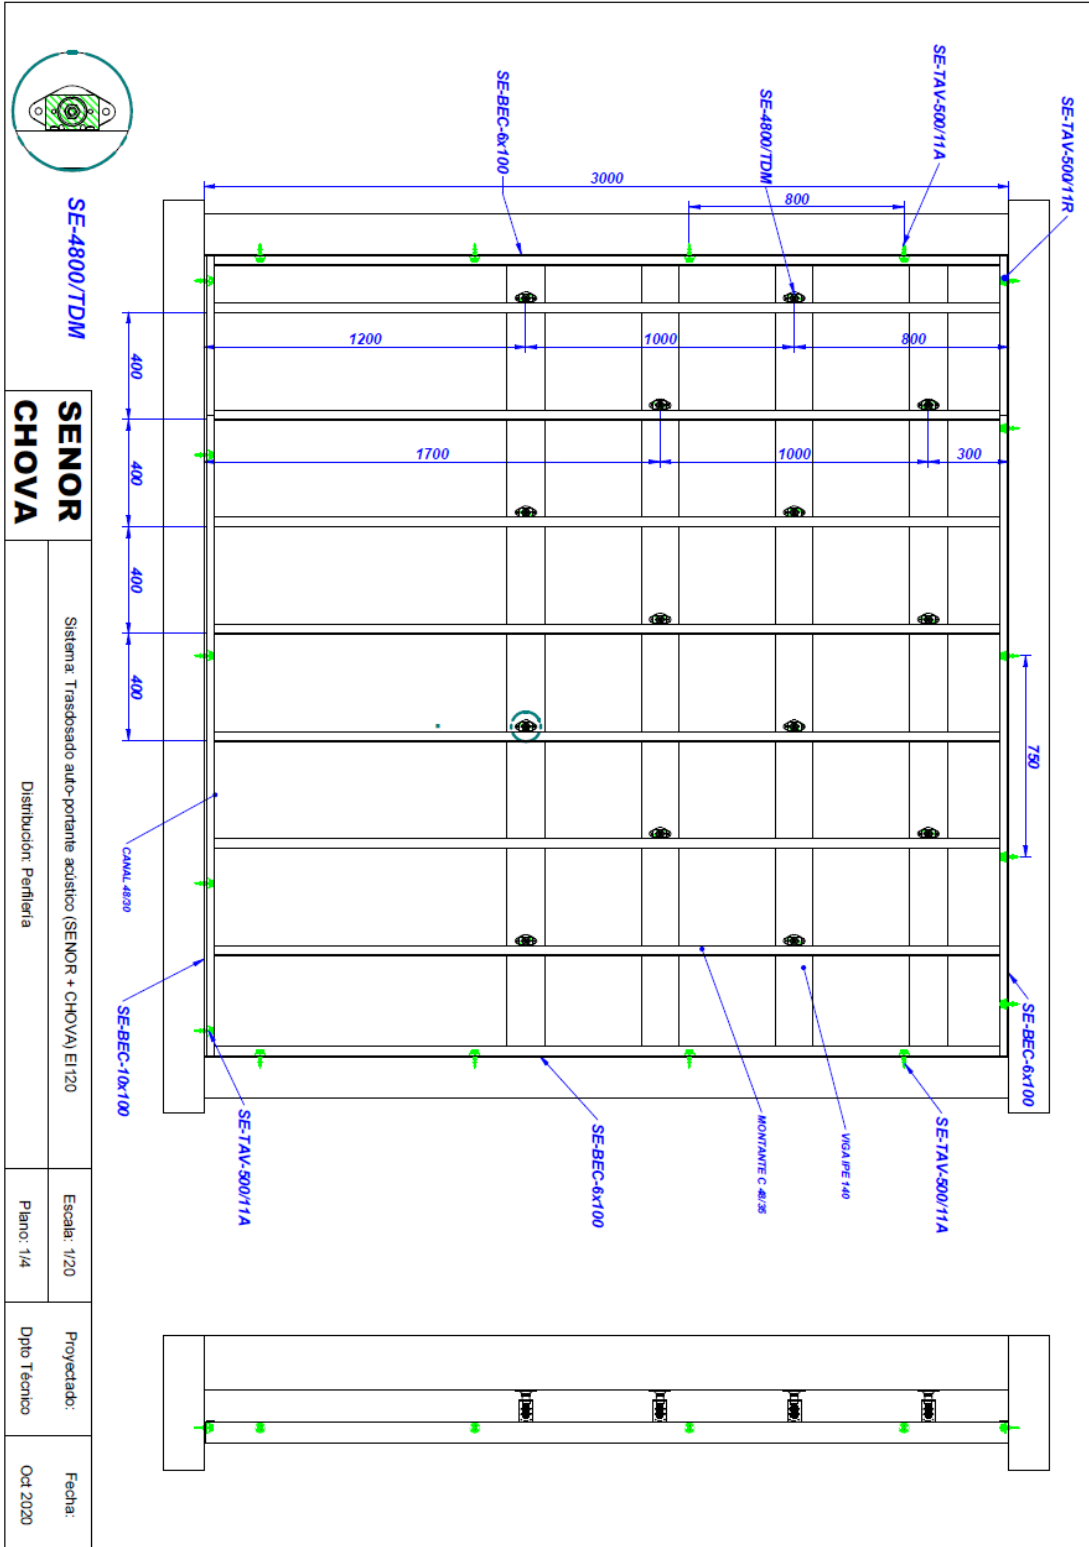 SE-TAV-500/11R
SE-TAV-500/11A
SE-4800/TDM
SE-BEC-6x100
3000
800
1200
1000
800
1700
1000
300
400
400
400
400
750
SE-4800/TDM
CANAL 48/30
SE-BEC-10x100
SE-TAV-500/11A
SE-BEC-6x100
MONTANTE C 48/35
VIGA IPE 140
SE-TAV-500/11A
SE-BEC-6x100
SENOR
CHOVA
Sistema: Trasdosado auto-portante acústico (SENOR + CHOVA) EI120
Distribución: Perfilería
Escala: 1/20
Plano: 1/4
Proyectado:
Dpto Técnico
Fecha:
Oct 2020